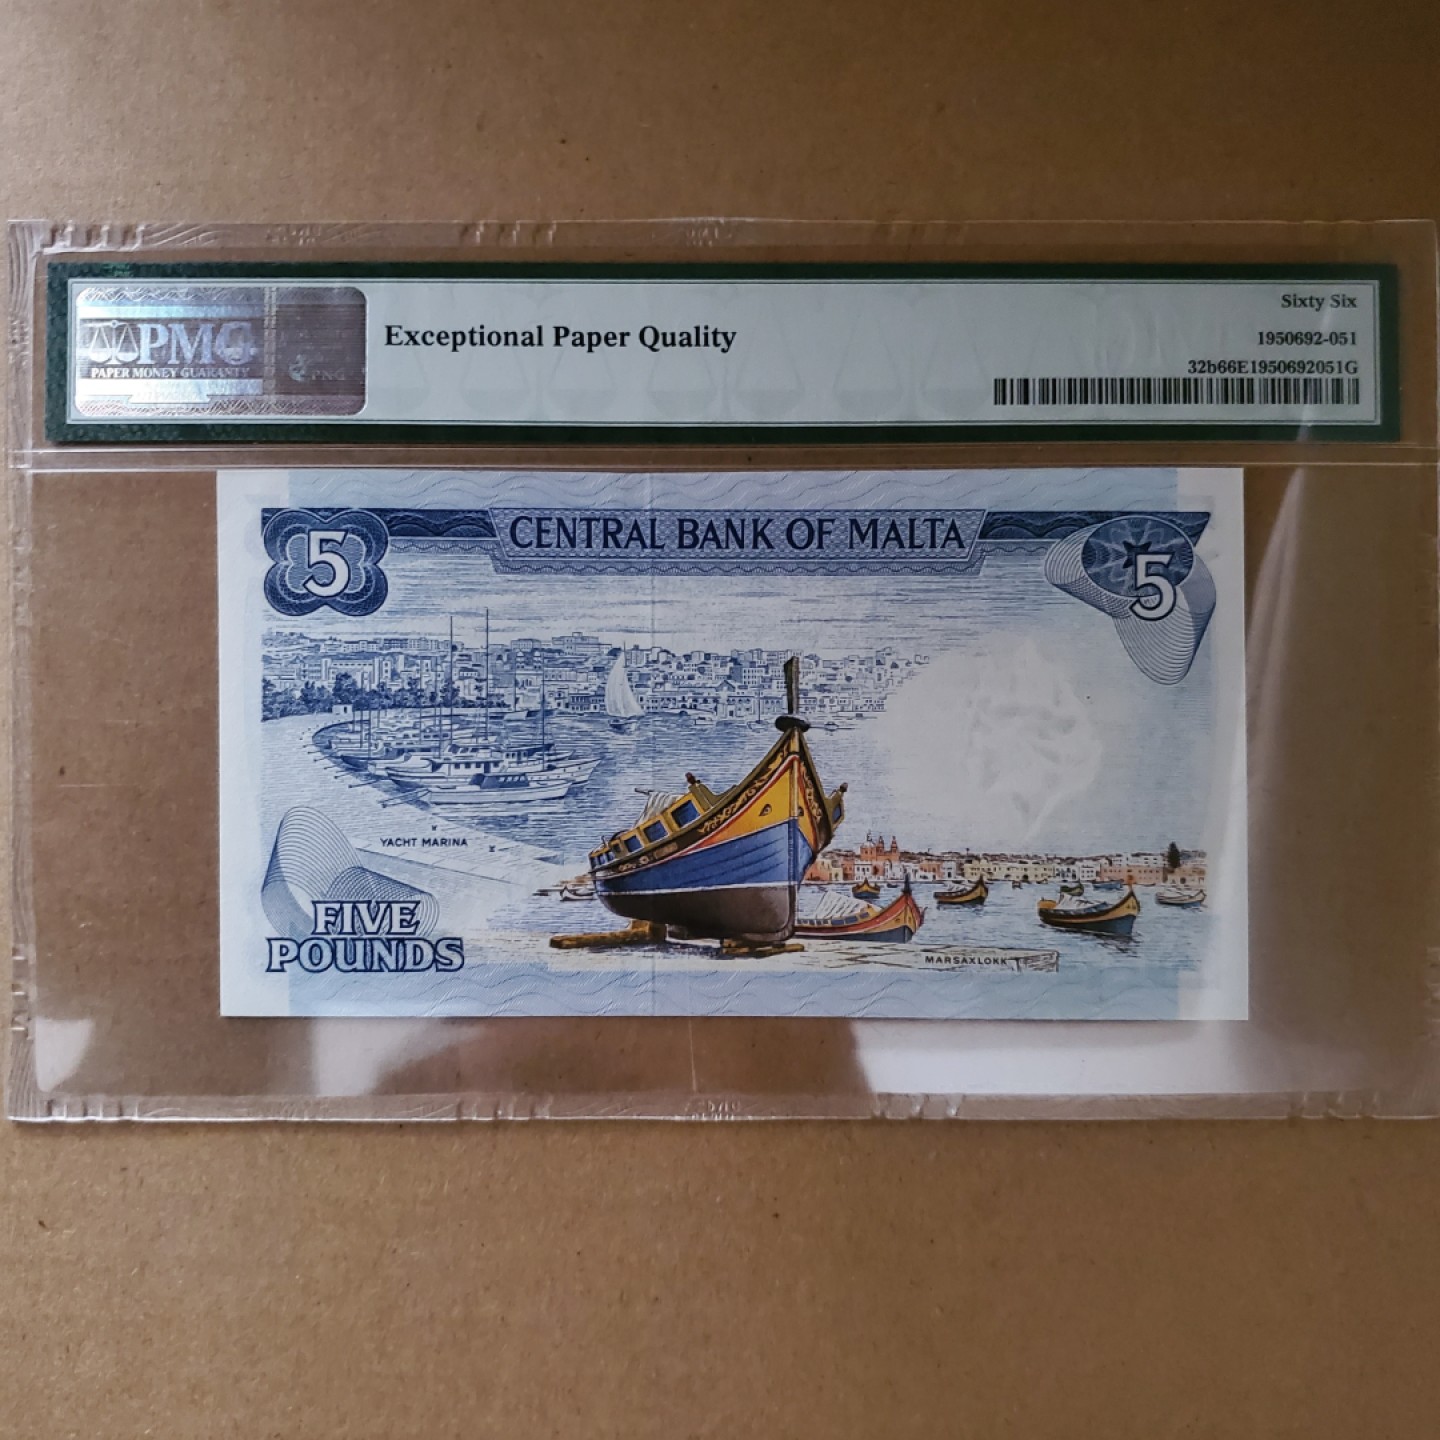 PMG
PAPER MONEY GUARANTY
PNG
Exceptional Paper Quality
Sixty Six
1950692-051
32b66E1950692051G
5
CENTRAL BANK OF MALTA
5
YACHT MARINA
FIVE
POUNDS
MARSAXLOKK